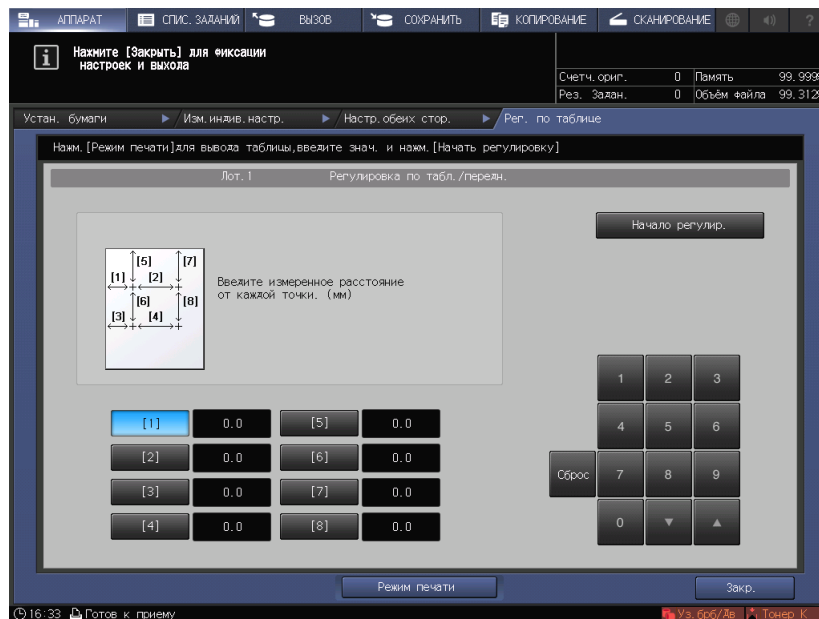 АППАРАТ
СПИС. ЗАДАНИЙ
ВЫЗОВ
СОХРАНИТЬ
КОПИРОВАНИЕ
СКАНИРОВАНИЕ
?
Нажмите [Закрыть] для фиксации
настроек и выхода
Счетч. ориг. 0 Память 99.999
Рез. Задан. 0 Объём файла 99.312
Устан. бумаги
Изм. индив. настр.
Настр. обеих стор.
Рег. по таблице
Нажм. [Режим печати]для вывода таблицы,введите знач. и нажм. [Начать регулировку]
Лот. 1 Регулировка по табл./передн.
Начало регулир.
[5] [7]
[1] [2]
[6] [8]
[3] [4]
Введите измеренное расстояние
от каждой точки. (мм)
1 2 3
[1] 0.0 [5] 0.0
4 5 6
[2] 0.0 [6] 0.0
Сброс 7 8 9
[3] 0.0 [7] 0.0
[4] 0.0 [8] 0.0
0 ▼ ▲
Режим печати
Закр.
16:33 Готов к приему
Уз. брб/Дв
Тонер K